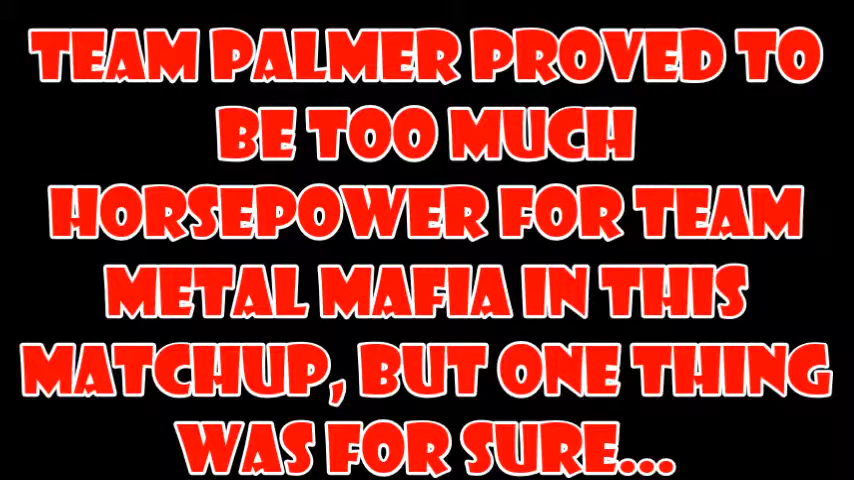 TEAM PALMER PROVED TO
BE TOO MUCH
HORSEPOWER FOR TEAM
METAL MAFIA IN THIS
MATCHUP, BUT ONE THING
WAS FOR SURE...